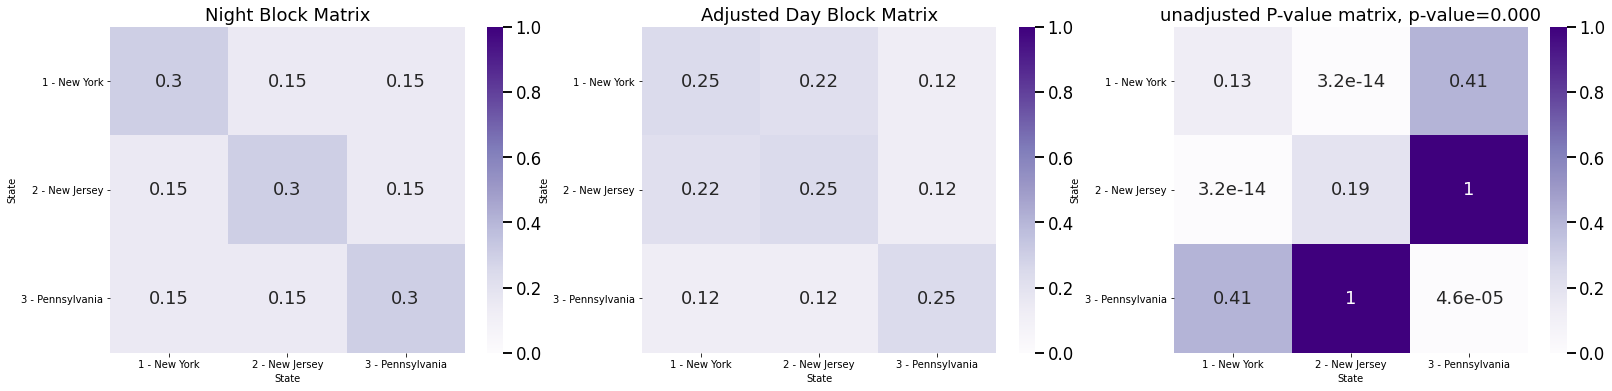 Night Block Matrix
1 - New York
2 - New Jersey
3 - Pennsylvania
State
0.3 0.15 0.15
0.15 0.3 0.15
0.15 0.15 0.3
1 - New York 2 - New Jersey 3 - Pennsylvania
State
1.0
0.8
0.6
0.4
0.2
0.0
Adjusted Day Block Matrix
1 - New York
2 - New Jersey
3 - Pennsylvania
State
0.25 0.22 0.12
0.22 0.25 0.12
0.12 0.12 0.25
1 - New York 2 - New Jersey 3 - Pennsylvania
State
1.0
0.8
0.6
0.4
0.2
0.0
unadjusted P-value matrix, p-value=0.000
1 - New York
2 - New Jersey
3 - Pennsylvania
State
0.13 3.2e-14 0.41
3.2e-14 0.19 1
0.41 1 4.6e-05
1 - New York 2 - New Jersey 3 - Pennsylvania
State
1.0
0.8
0.6
0.4
0.2
0.0